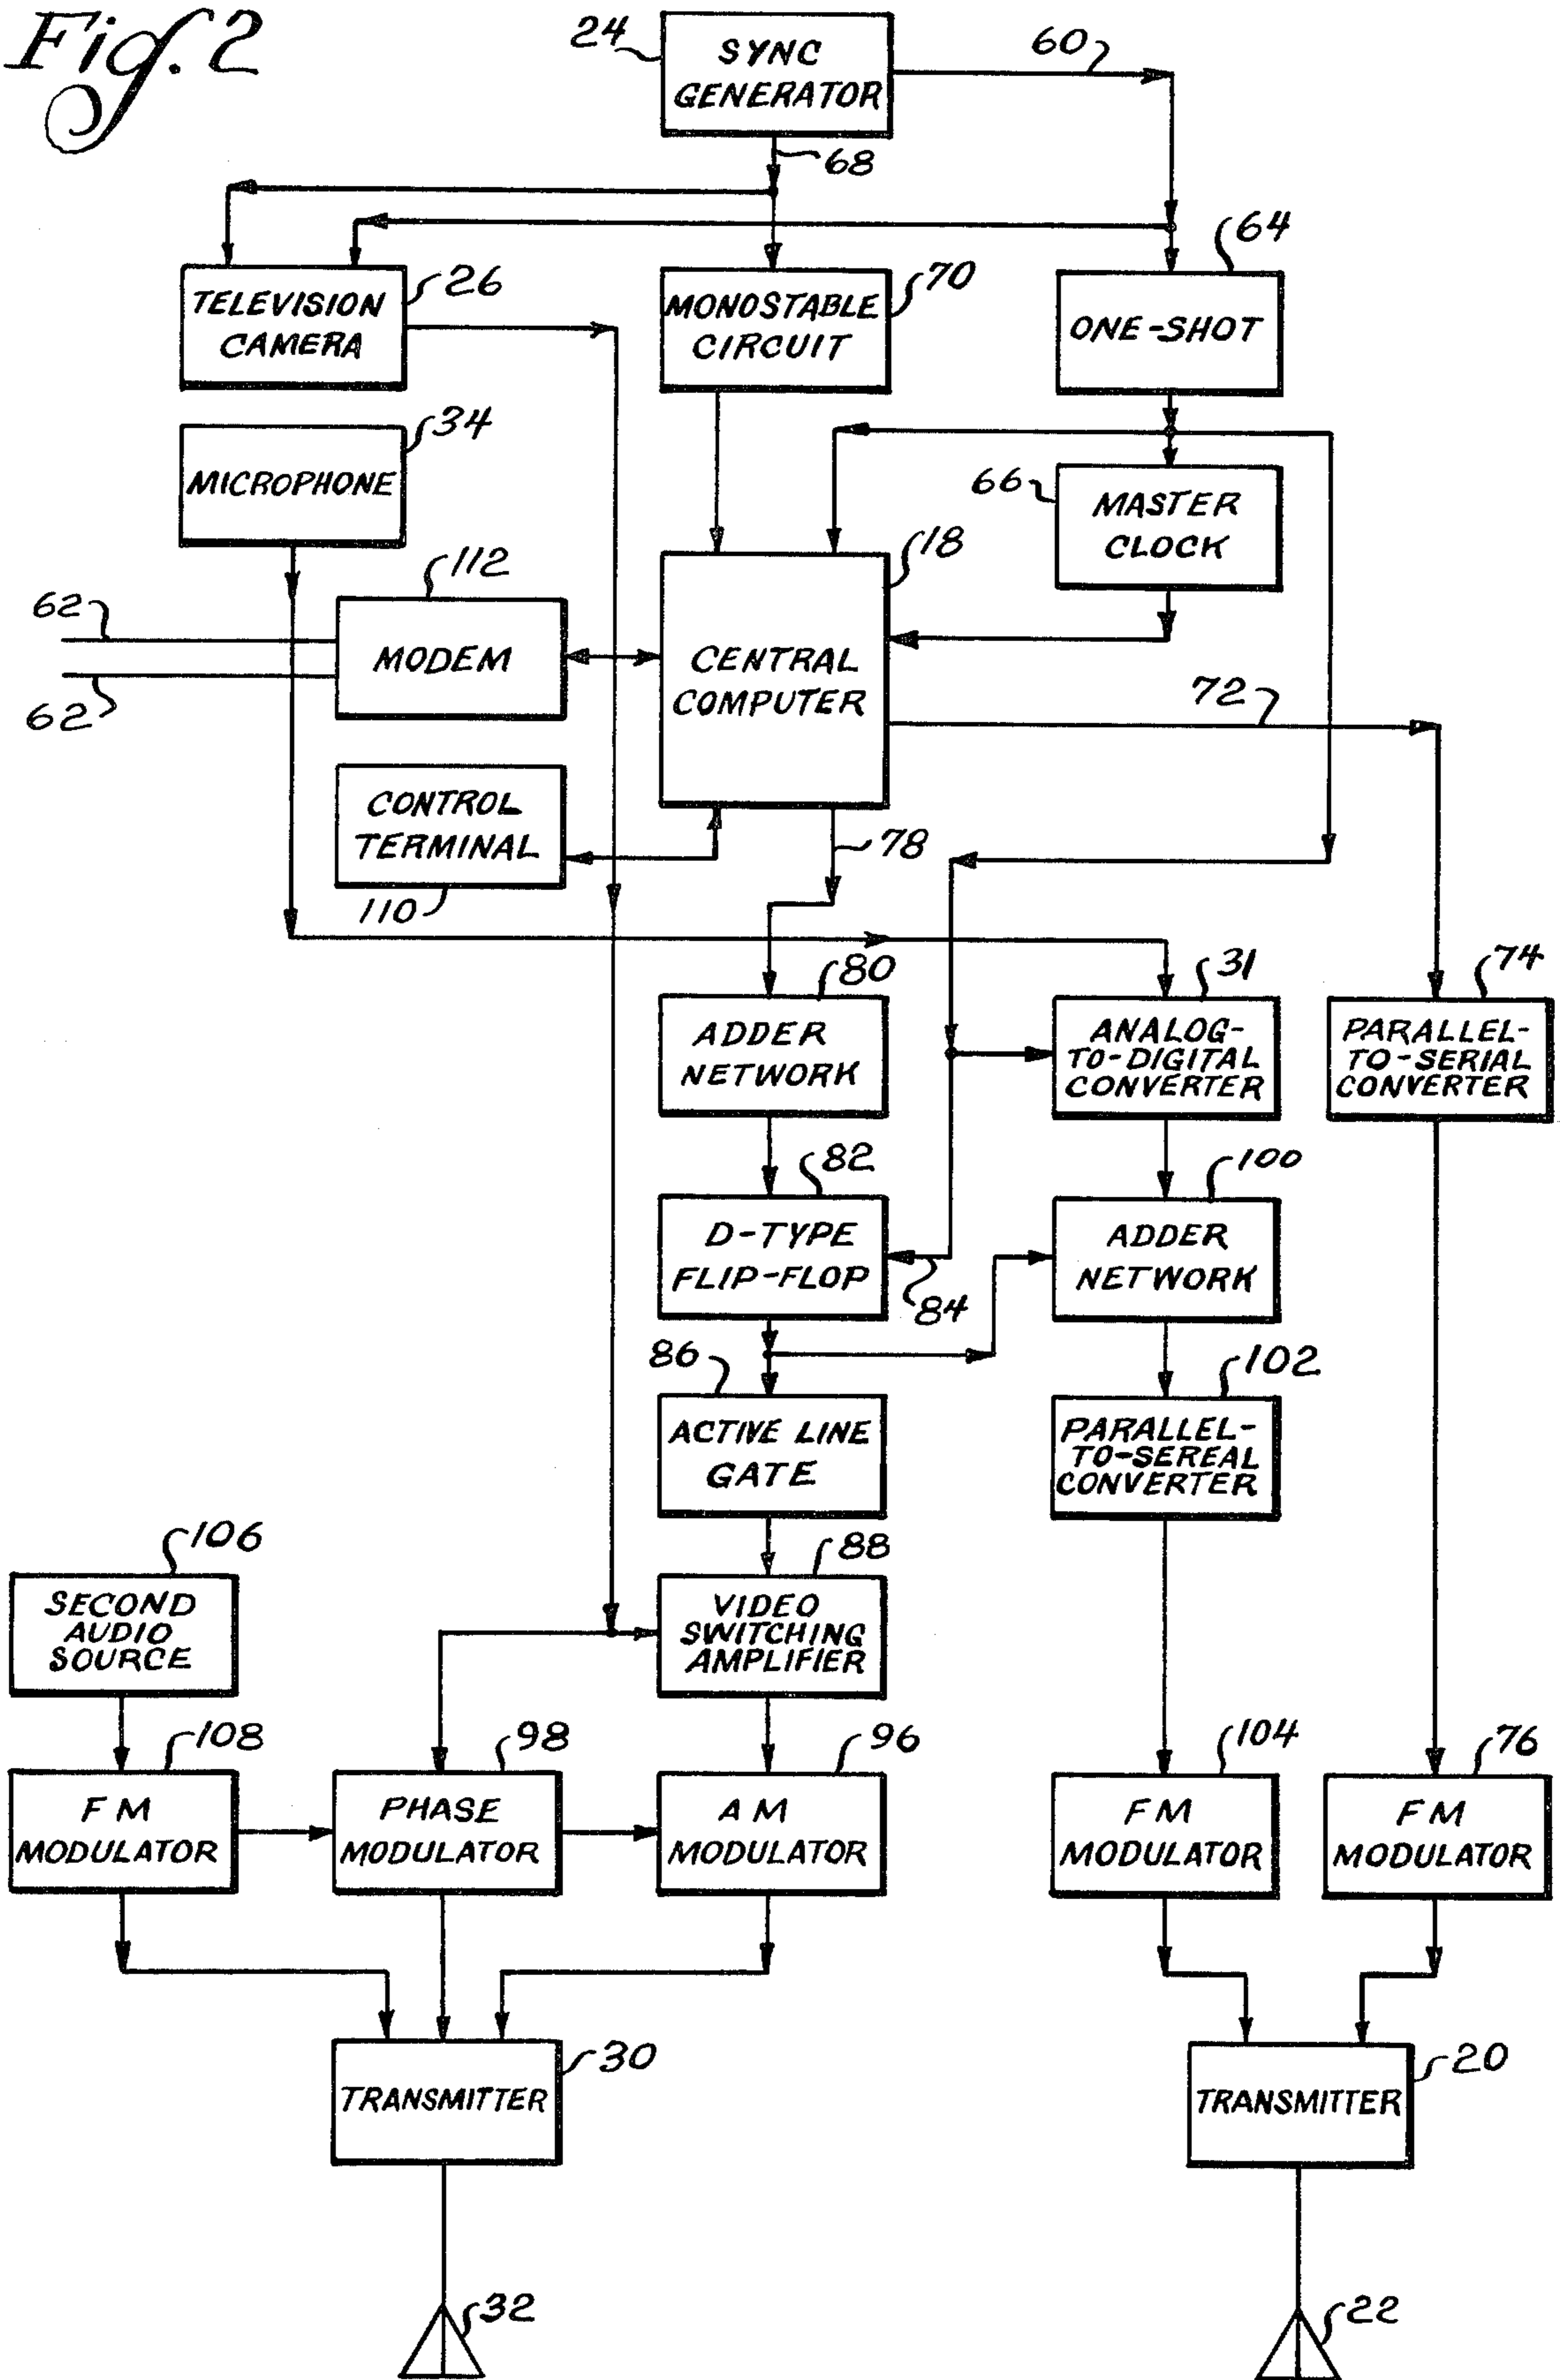 Fig. 2
24
SYNC
GENERATOR
60
68
64
26
TELEVISION
CAMERA
70
MONOSTABLE
CIRCUIT
ONE-SHOT
34
MICROPHONE
66
MASTER
CLOCK
18
112
62
MODEM
62
CENTRAL
COMPUTER
72
CONTROL
TERMINAL
110
78
80
ADDER
NETWORK
31
ANALOG-
TO-DIGITAL
CONVERTER
74
PARALLEL-
TO-SERIAL
CONVERTER
82
D-TYPE
FLIP-FLOP
84
100
ADDER
NETWORK
86
ACTIVE LINE
GATE
102
PARALLEL-
TO-SEREAL
CONVERTER
106
SECOND
AUDIO
SOURCE
88
VIDEO
SWITCHING
AMPLIFIER
108
FM
MODULATOR
98
PHASE
MODULATOR
96
AM
MODULATOR
104
FM
MODULATOR
76
FM
MODULATOR
30
TRANSMITTER
20
TRANSMITTER
32
22